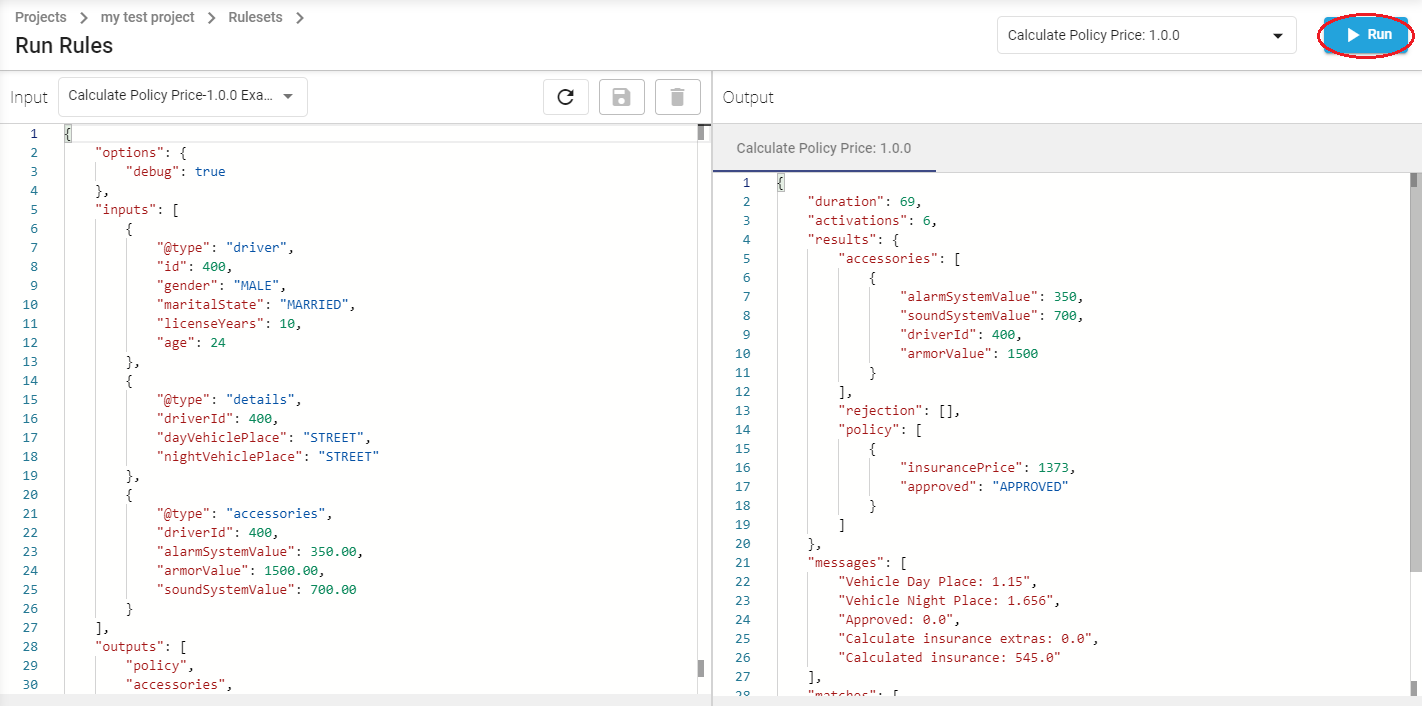 Projects > my test project > Rulesets >
Run Rules
Calculate Policy Price: 1.0.0
Run
Input
Calculate Policy Price-1.0.0 Exa...
1 {
2 "options": {
3 "debug": true
4 },
5 "inputs": [
6 {
7 "@type": "driver",
8 "id": 400,
9 "gender": "MALE",
10 "maritalState": "MARRIED",
11 "licenseYears": 10,
12 "age": 24
13 },
14 {
15 "@type": "details",
16 "driverId": 400,
17 "dayVehiclePlace": "STREET",
18 "nightVehiclePlace": "STREET"
19 },
20 {
21 "@type": "accessories",
22 "driverId": 400,
23 "alarmSystemValue": 350.00,
24 "armorValue": 1500.00,
25 "soundSystemValue": 700.00
26 }
27 ],
28 "outputs": [
29 "policy",
30 "accessories",
Output
Calculate Policy Price: 1.0.0
1 {
2 "duration": 69,
3 "activations": 6,
4 "results": {
5 "accessories": [
6 {
7 "alarmSystemValue": 350,
8 "soundSystemValue": 700,
9 "driverId": 400,
10 "armorValue": 1500
11 }
12 ],
13 "rejection": [],
14 "policy": [
15 {
16 "insurancePrice": 1373,
17 "approved": "APPROVED"
18 }
19 ]
20 },
21 "messages": [
22 "Vehicle Day Place: 1.15",
23 "Vehicle Night Place: 1.656",
24 "Approved: 0.0",
25 "Calculate insurance extras: 0.0",
26 "Calculated insurance: 545.0"
27 ],
28 "matches": [